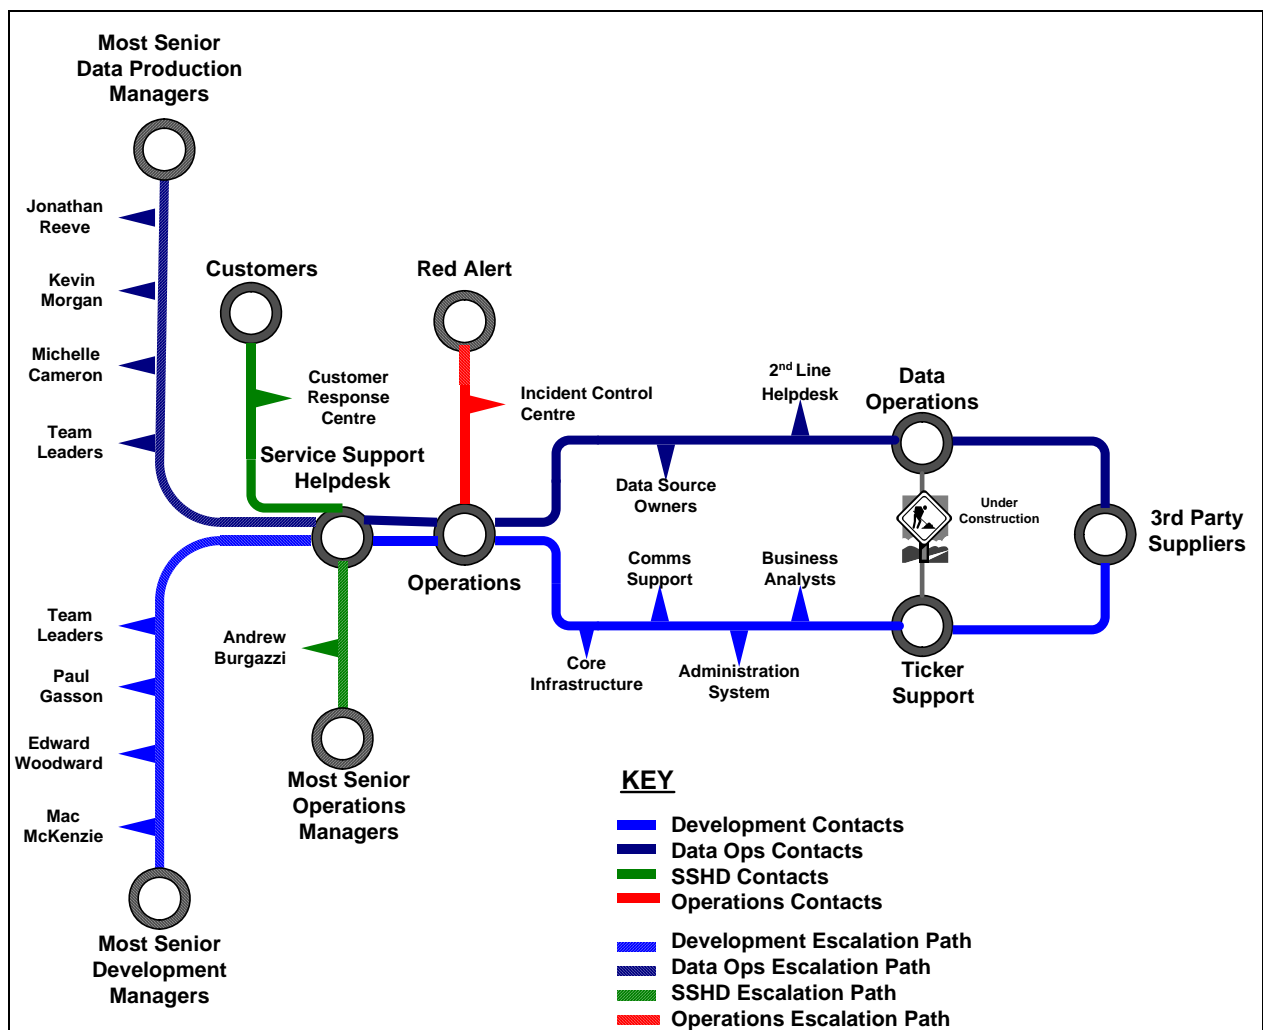 Most Senior
Data Production
Managers
Jonathan
Reeve
Kevin
Morgan
Michelle
Cameron
Team
Leaders
Customers
Red Alert
Customer
Response
Centre
Incident Control
Centre
Service Support
Helpdesk
Operations
2nd Line
Helpdesk
Data
Operations
Data Source
Owners
Under
Construction
3rd Party
Suppliers
Comms
Support
Business
Analysts
Core
Infrastructure
Administration
System
Ticker
Support
Team
Leaders
Paul
Gasson
Edward
Woodward
Mac
McKenzie
Andrew
Burgazzi
Most Senior
Operations
Managers
Most Senior
Development
Managers
KEY
Development Contacts
Data Ops Contacts
SSHD Contacts
Operations Contacts
Development Escalation Path
Data Ops Escalation Path
SSHD Escalation Path
Operations Escalation Path